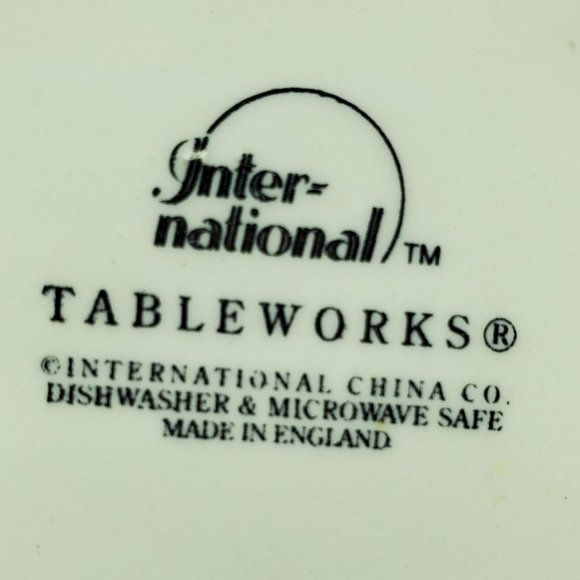 Inter-
national™
TABLEWORKS®
©INTERNATIONAL CHINA CO.
DISHWASHER & MICROWAVE SAFE
MADE IN ENGLAND